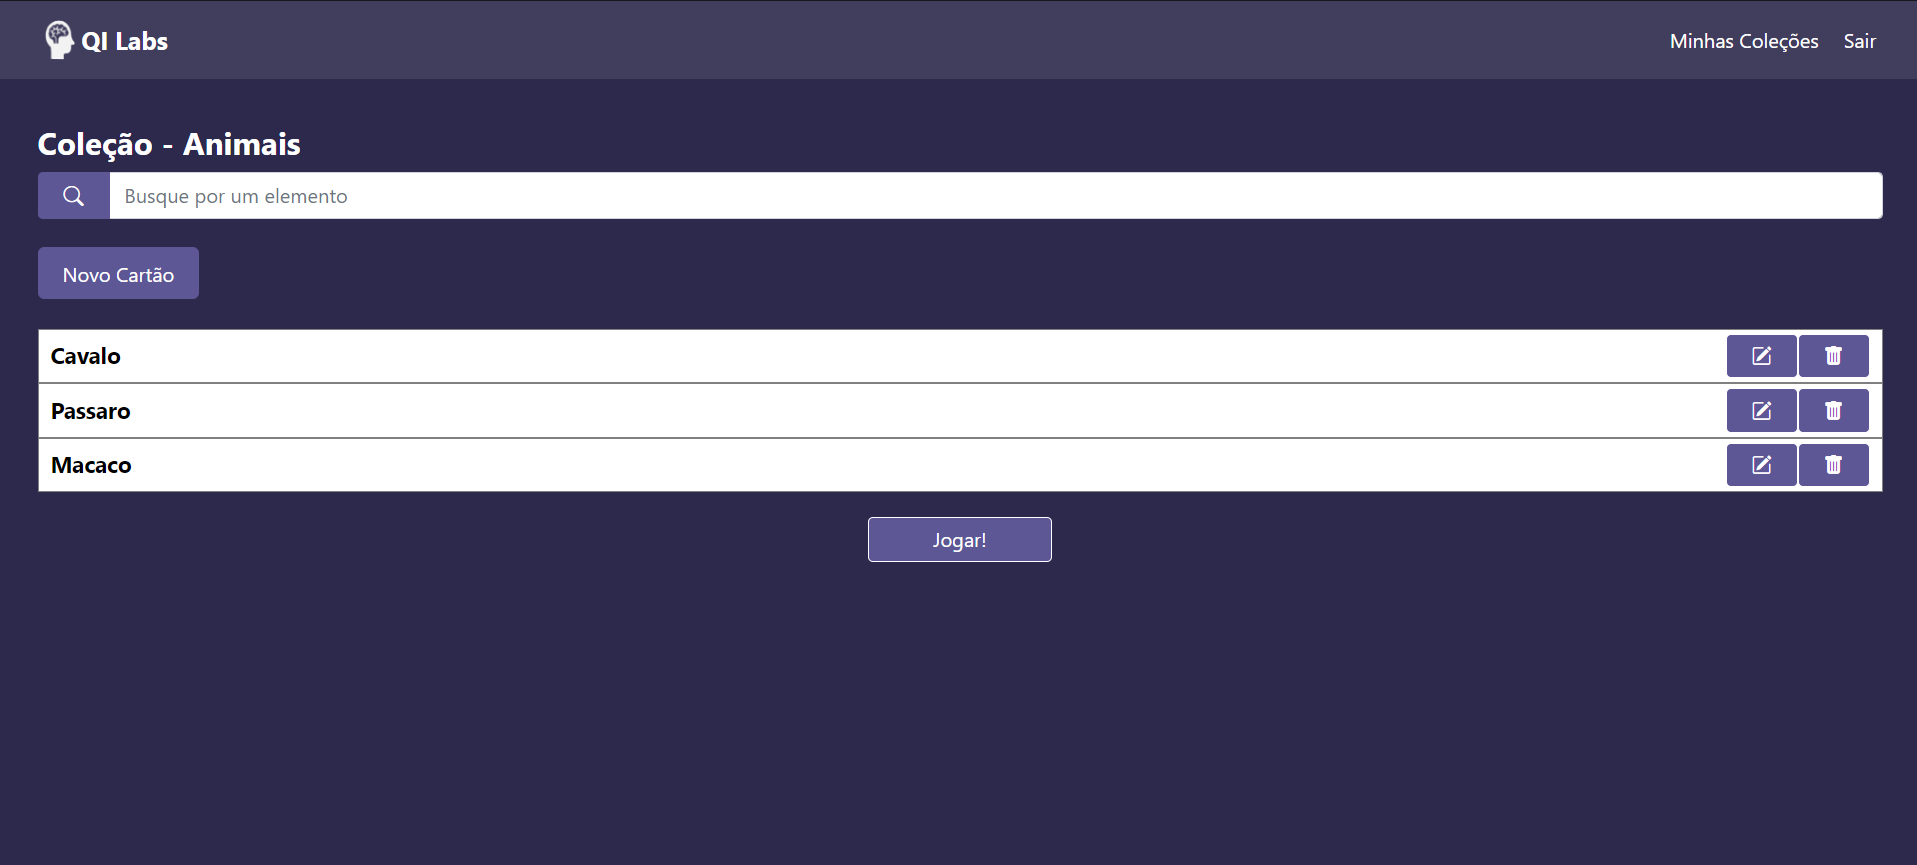 QI Labs
Minhas Coleções
Sair
Coleção - Animais
Busque por um elemento
Novo Cartão
Cavalo
Passaro
Macaco
Jogar!